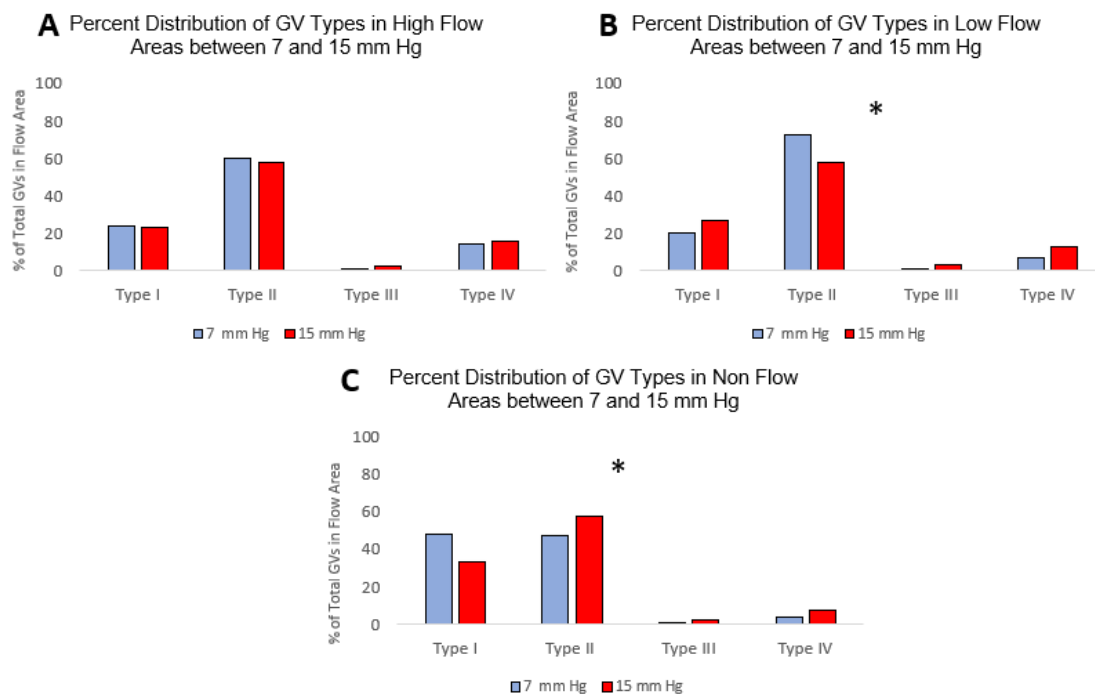 A Percent Distribution of GV Types in High Flow
Areas between 7 and 15 mm Hg
% of Total GVs in Flow Area
100
80
60
40
20
0
Type I Type II Type III Type IV
7 mm Hg 15 mm Hg
B Percent Distribution of GV Types in Low Flow
Areas between 7 and 15 mm Hg
% of Total GVs in Flow Area
100
80
*
60
40
20
0
Type I Type II Type III Type IV
7 mm Hg 15 mm Hg
C Percent Distribution of GV Types in Non Flow
Areas between 7 and 15 mm Hg
% of Total GVs in Flow Area
100
80
*
60
40
20
0
Type I Type II Type III Type IV
7 mm Hg 15 mm Hg